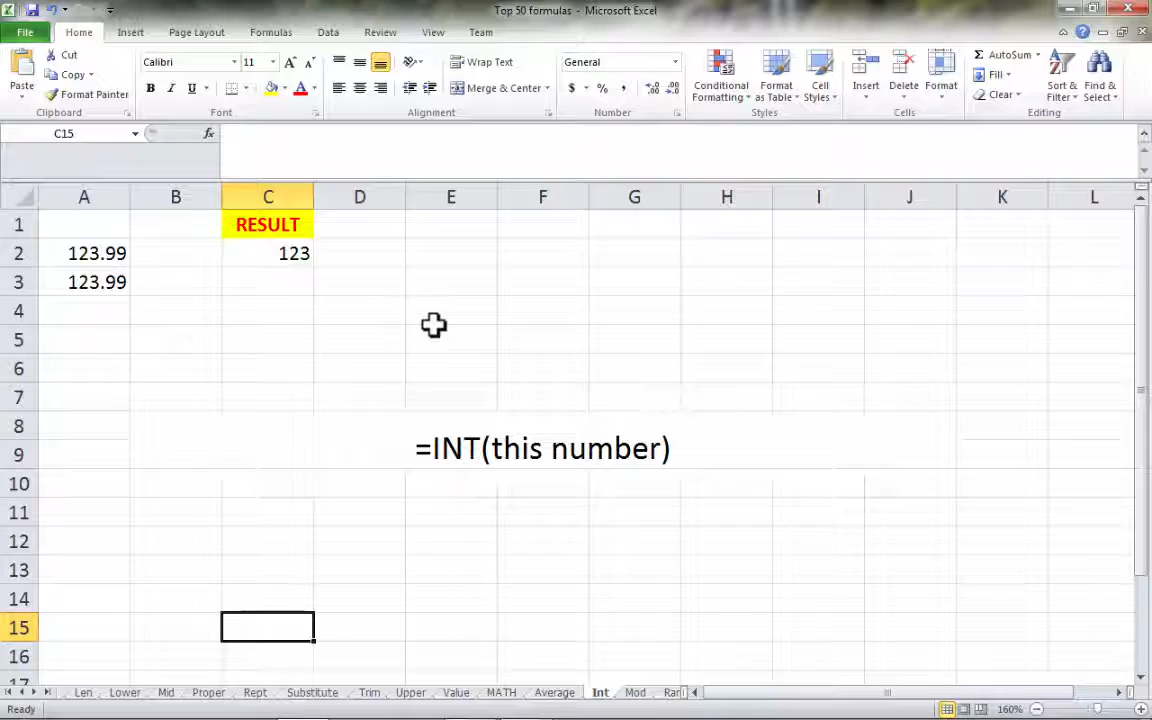 Top 50 formulas - Microsoft Excel
File Home Insert Page Layout Formulas Data Review View Team
Paste
Cut
Copy
Format Painter
Clipboard
Calibri 11
B I U A
Font
Wrap Text
Merge & Center
Alignment
General
$ % ,
Number
Conditional Formatting
Format as Table
Cell Styles
Styles
Insert Delete Format
Cells
Σ AutoSum
Fill
Clear
Sort & Filter
Find & Select
Editing
C15 fx
A B C D E F G H I J K L
1 RESULT
2 123.99 123
3 123.99
4
5
6
7
8
=INT(this number)
9
10
11
12
13
14
15
16
17
Len Lower Mid Proper Rept Substitute Trim Upper Value MATH Average Int Mod Ran
Ready 160%